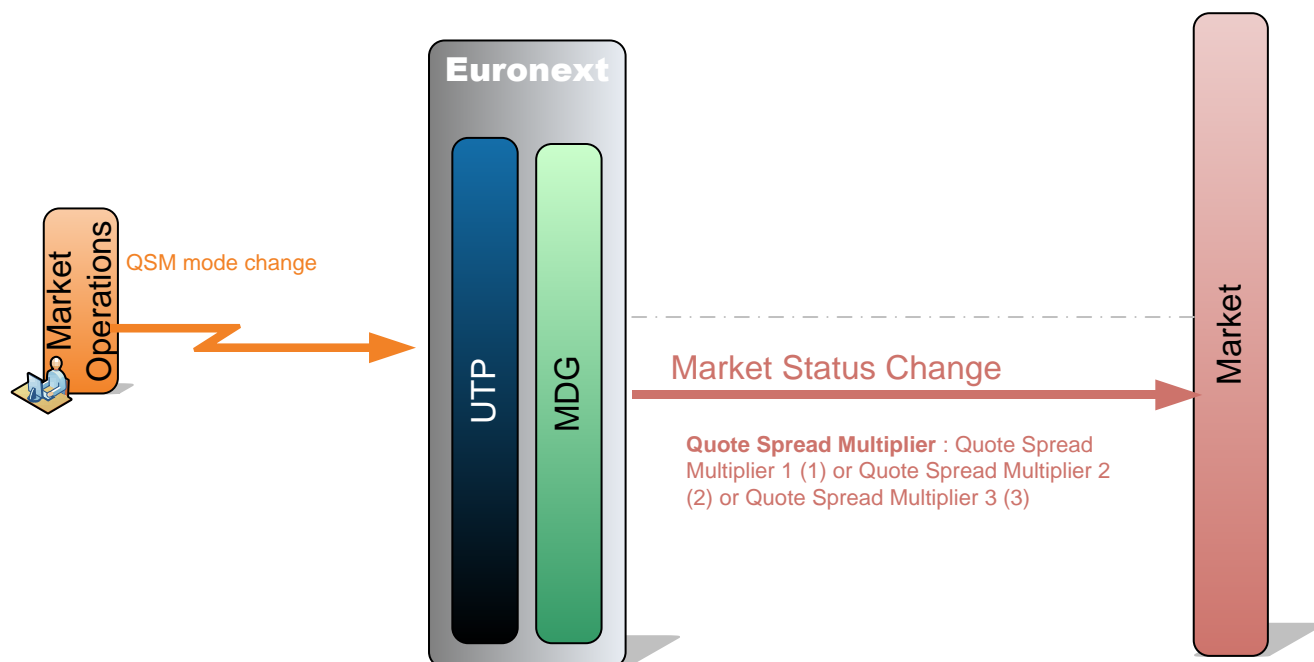 Euronext
Market
Operations
QSM mode change
UTP
MDG
Market Status Change
Quote Spread Multiplier : Quote Spread
Multiplier 1 (1) or Quote Spread Multiplier 2
(2) or Quote Spread Multiplier 3 (3)
Market